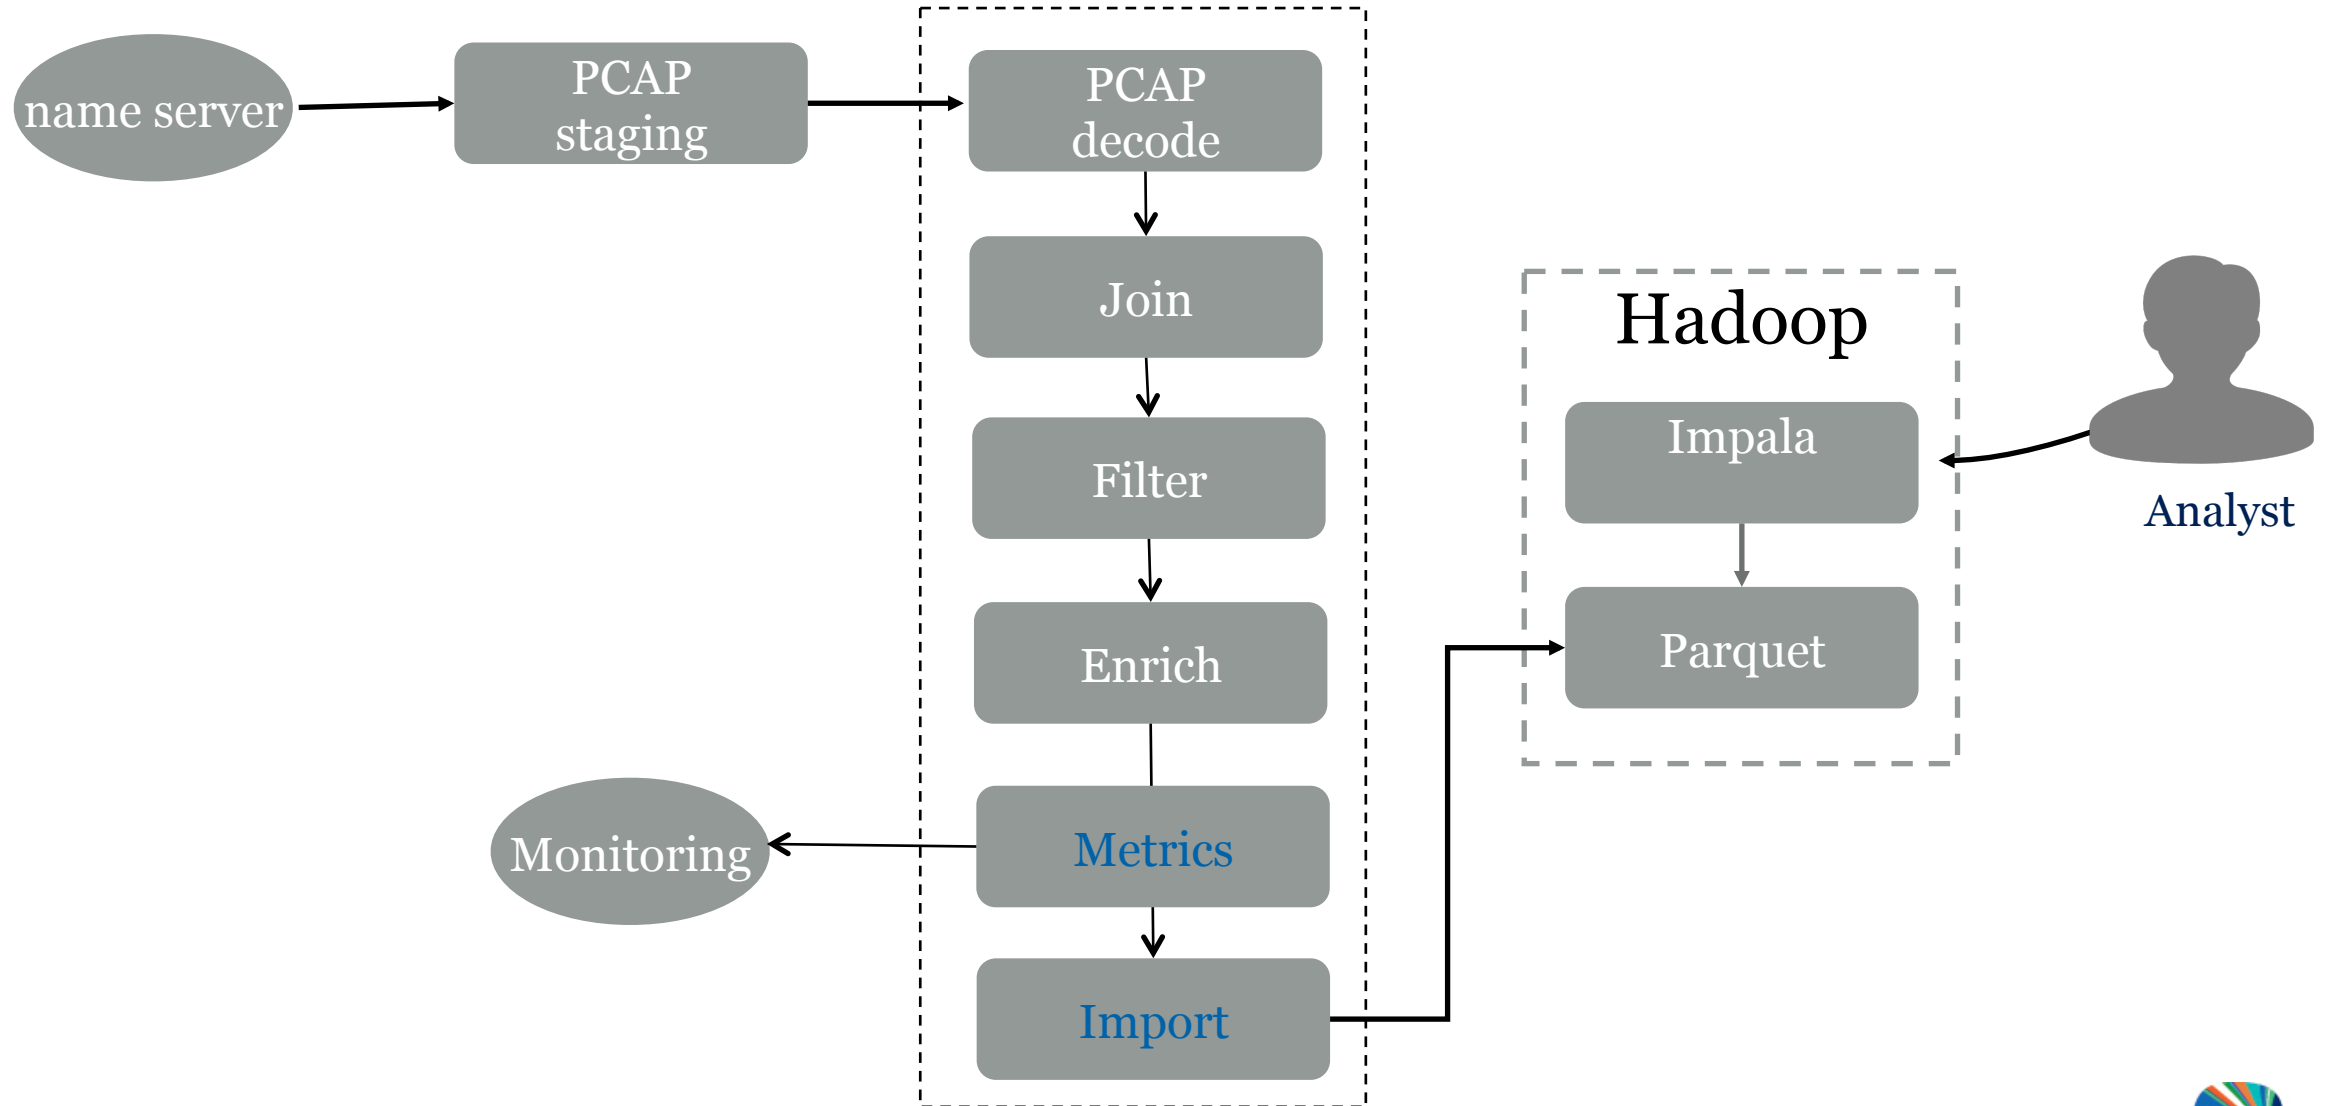 name server
PCAP
staging
PCAP
decode
Join
Filter
Enrich
Metrics
Import
Monitoring
Hadoop
Impala
Parquet
Analyst